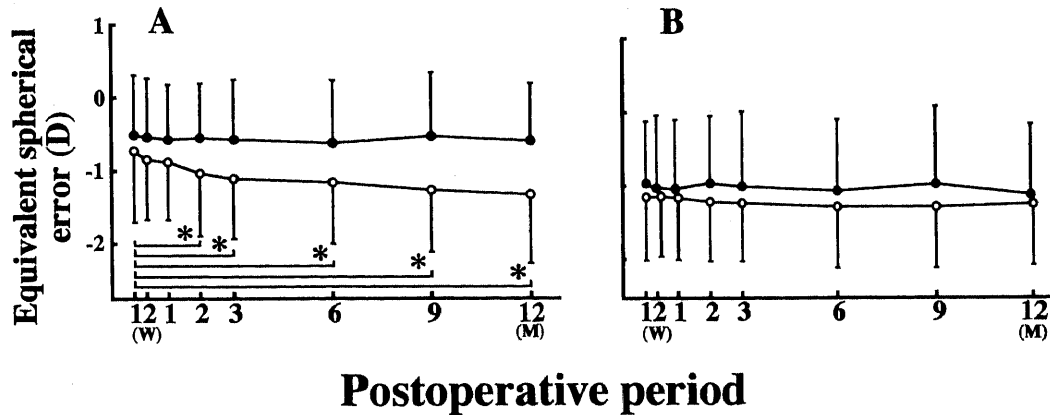 A
B
Equivalent spherical
error (D)
1
0
-1
-2
* * * * *
1 2 1 2 3 6 9 12
(W) (M)
1 2 1 2 3 6 9 12
(W) (M)
Postoperative period